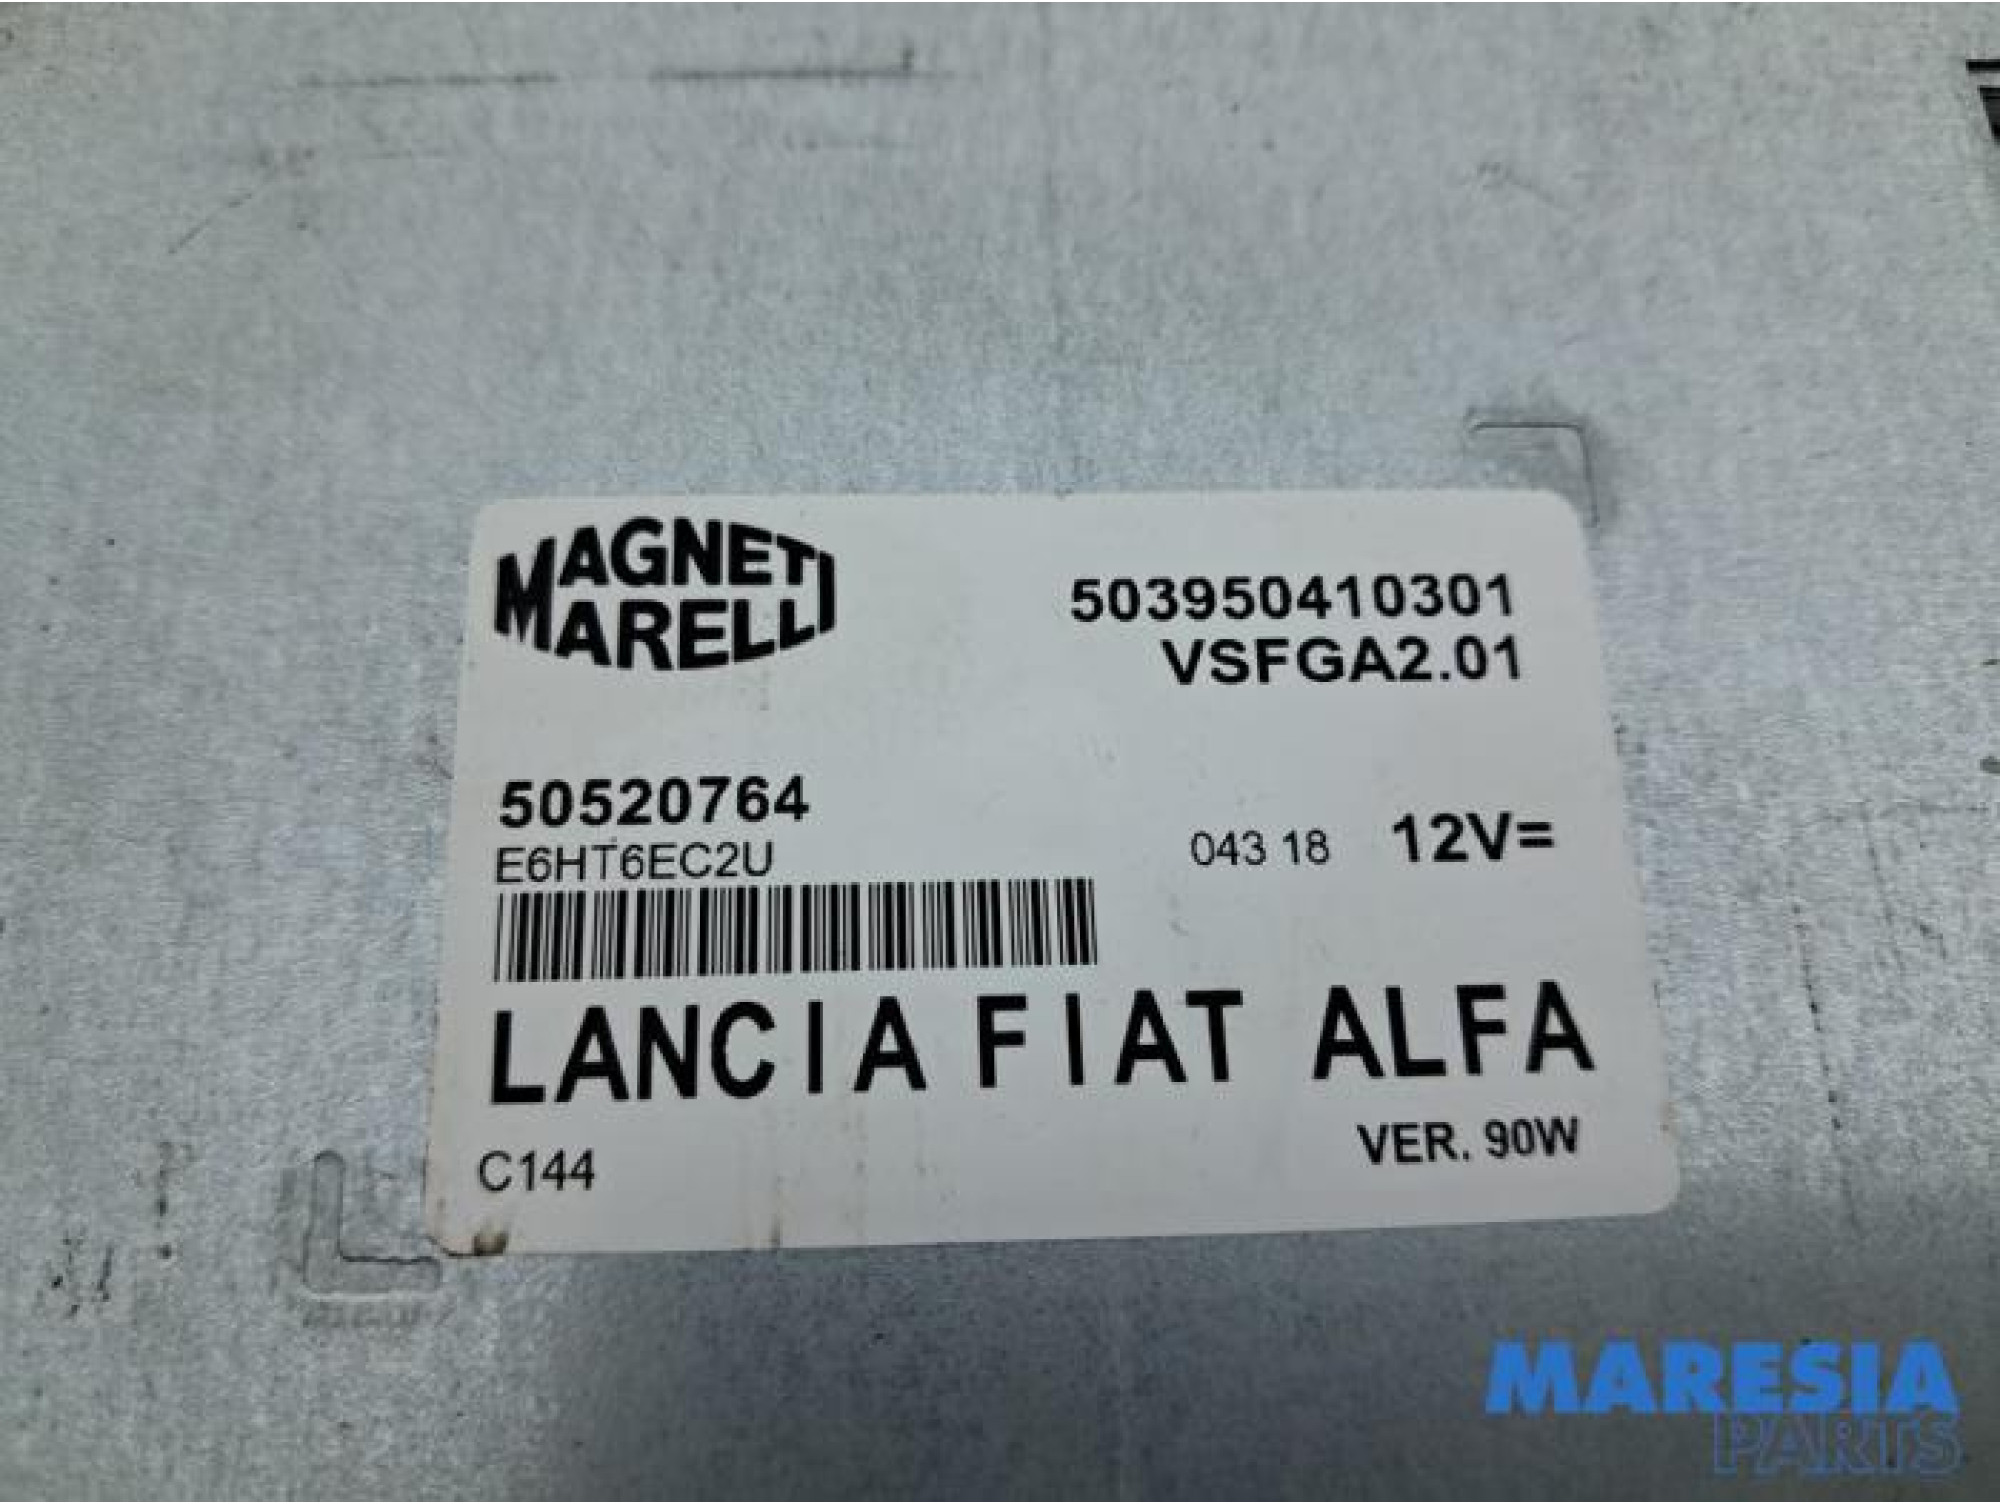 MAGNETI
MARELLI
503950410301
VSFGA2.01
50520764
E6HT6EC2U
043 18 12V=
LANCIA FIAT ALFA
C144
VER. 90W
MARESIA
PARTS